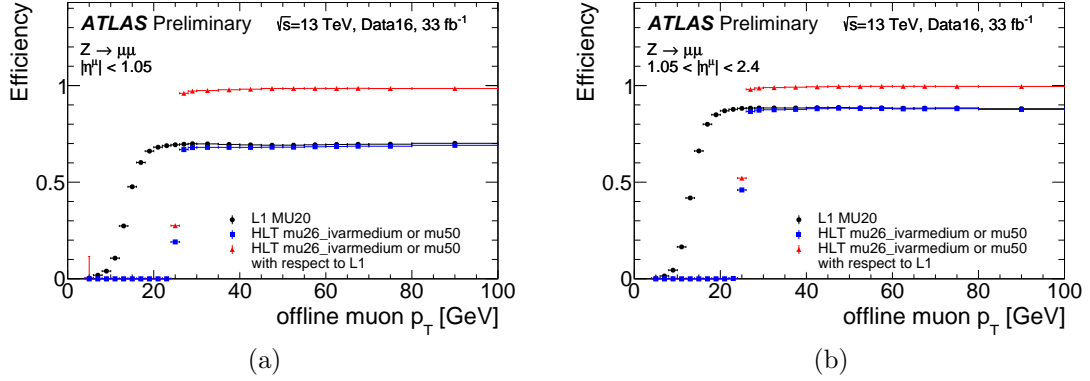 ATLAS Preliminary √s=13 TeV, Data16, 33 fb⁻¹
Z → μμ
|η^μ| < 1.05
Efficiency
1
0.5
0
L1 MU20
HLT mu26_ivarmedium or mu50
HLT mu26_ivarmedium or mu50
with respect to L1
0 20 40 60 80 100
offline muon p_T [GeV]
(a)
ATLAS Preliminary √s=13 TeV, Data16, 33 fb⁻¹
Z → μμ
1.05 < |η^μ| < 2.4
Efficiency
1
0.5
0
L1 MU20
HLT mu26_ivarmedium or mu50
HLT mu26_ivarmedium or mu50
with respect to L1
0 20 40 60 80 100
offline muon p_T [GeV]
(b)